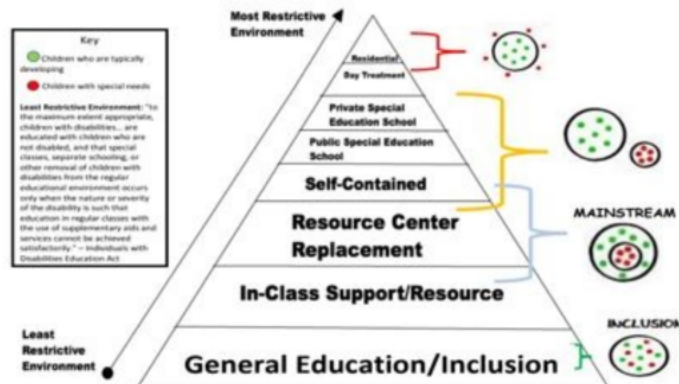 Key
Children who are typically
developing
Children with special needs
Least Restrictive Environment: "to
the maximum extent appropriate,
children with disabilities... are
educated with children who are
not disabled, and that special
classes, separate schooling, or
other removal of children with
disabilities from the regular
educational environment occurs
only when the nature or severity
of the disability is such that
education in regular classes with
the use of supplementary aids and
services cannot be achieved
satisfactorily." – Individuals with
Disabilities Education Act
Most Restrictive
Environment
Residential
Day Treatment
Private Special
Education School
Public Special Education
School
Self-Contained
Resource Center
Replacement
In-Class Support/Resource
General Education/Inclusion
Least
Restrictive
Environment
MAINSTREAM
INCLUSION